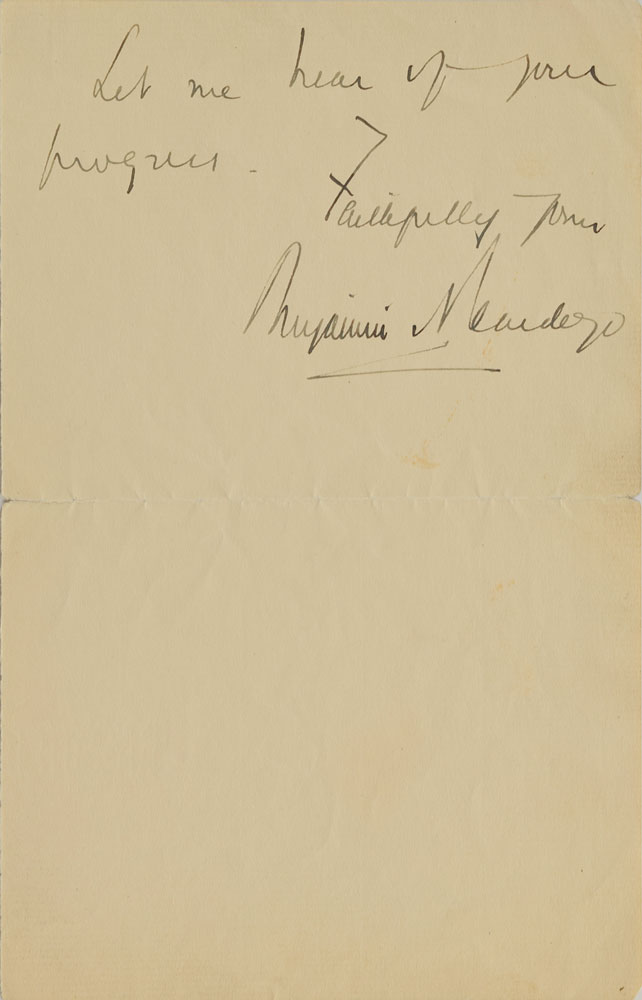 Let me hear of your
progress.
Faithfully yours
Benjamin N Cardozo